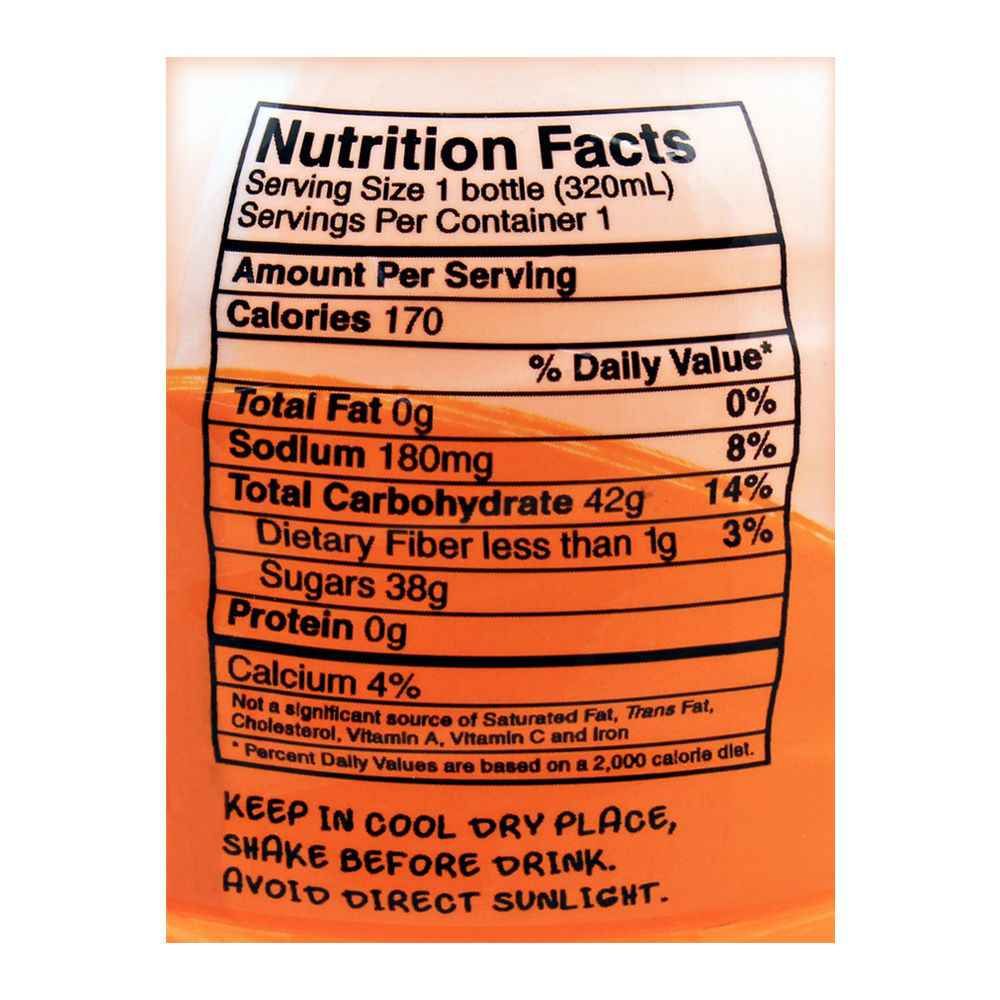 Nutrition Facts
Serving Size 1 bottle (320mL)
Servings Per Container 1
Amount Per Serving
Calories 170
% Daily Value*
Total Fat 0g 0%
Sodium 180mg 8%
Total Carbohydrate 42g 14%
Dietary Fiber less than 1g 3%
Sugars 38g
Protein 0g
Calcium 4%
Not a significant source of Saturated Fat, Trans Fat,
Cholesterol, Vitamin A, Vitamin C and Iron
* Percent Daily Values are based on a 2,000 calorie diet.
KEEP IN COOL DRY PLACE,
SHAKE BEFORE DRINK.
AVOID DIRECT SUNLIGHT.